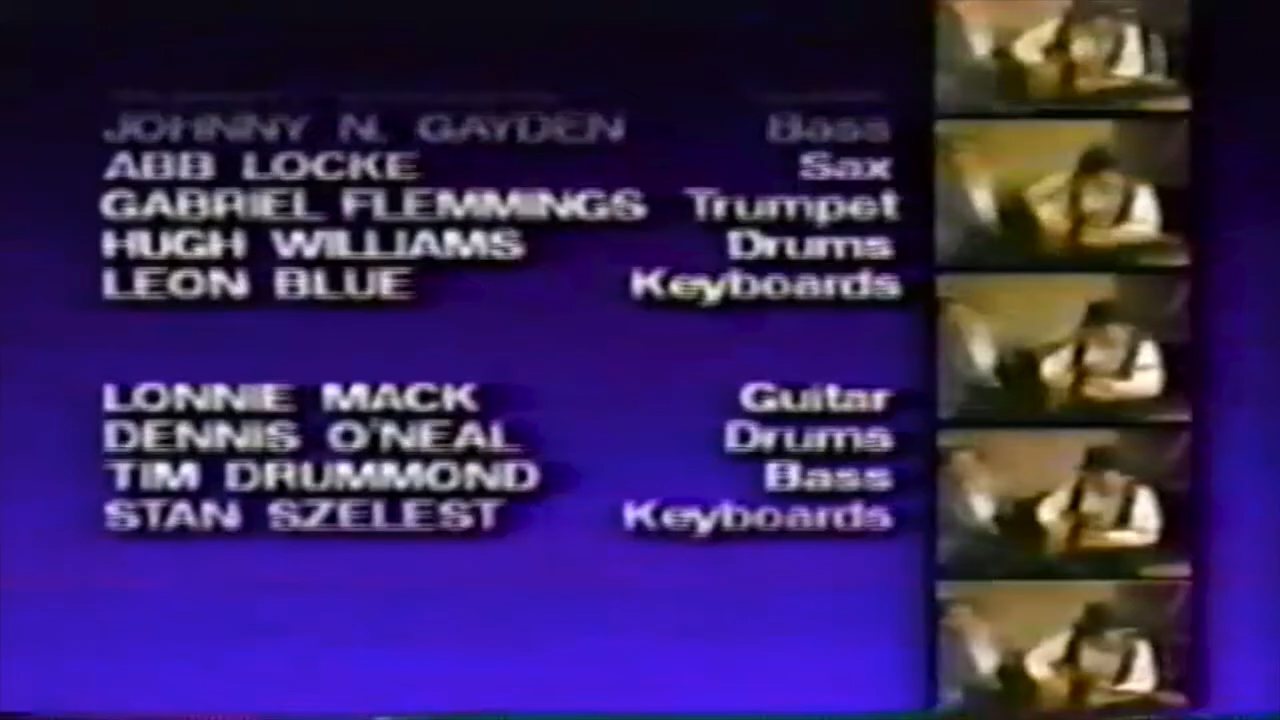 JOHNNY N. GAYDEN Bass
ABB LOCKE Sax
GABRIEL FLEMMINGS Trumpet
HUGH WILLIAMS Drums
LEON BLUE Keyboards
LONNIE MACK Guitar
DENNIS O'NEAL Drums
TIM DRUMMOND Bass
STAN SZELEST Keyboards